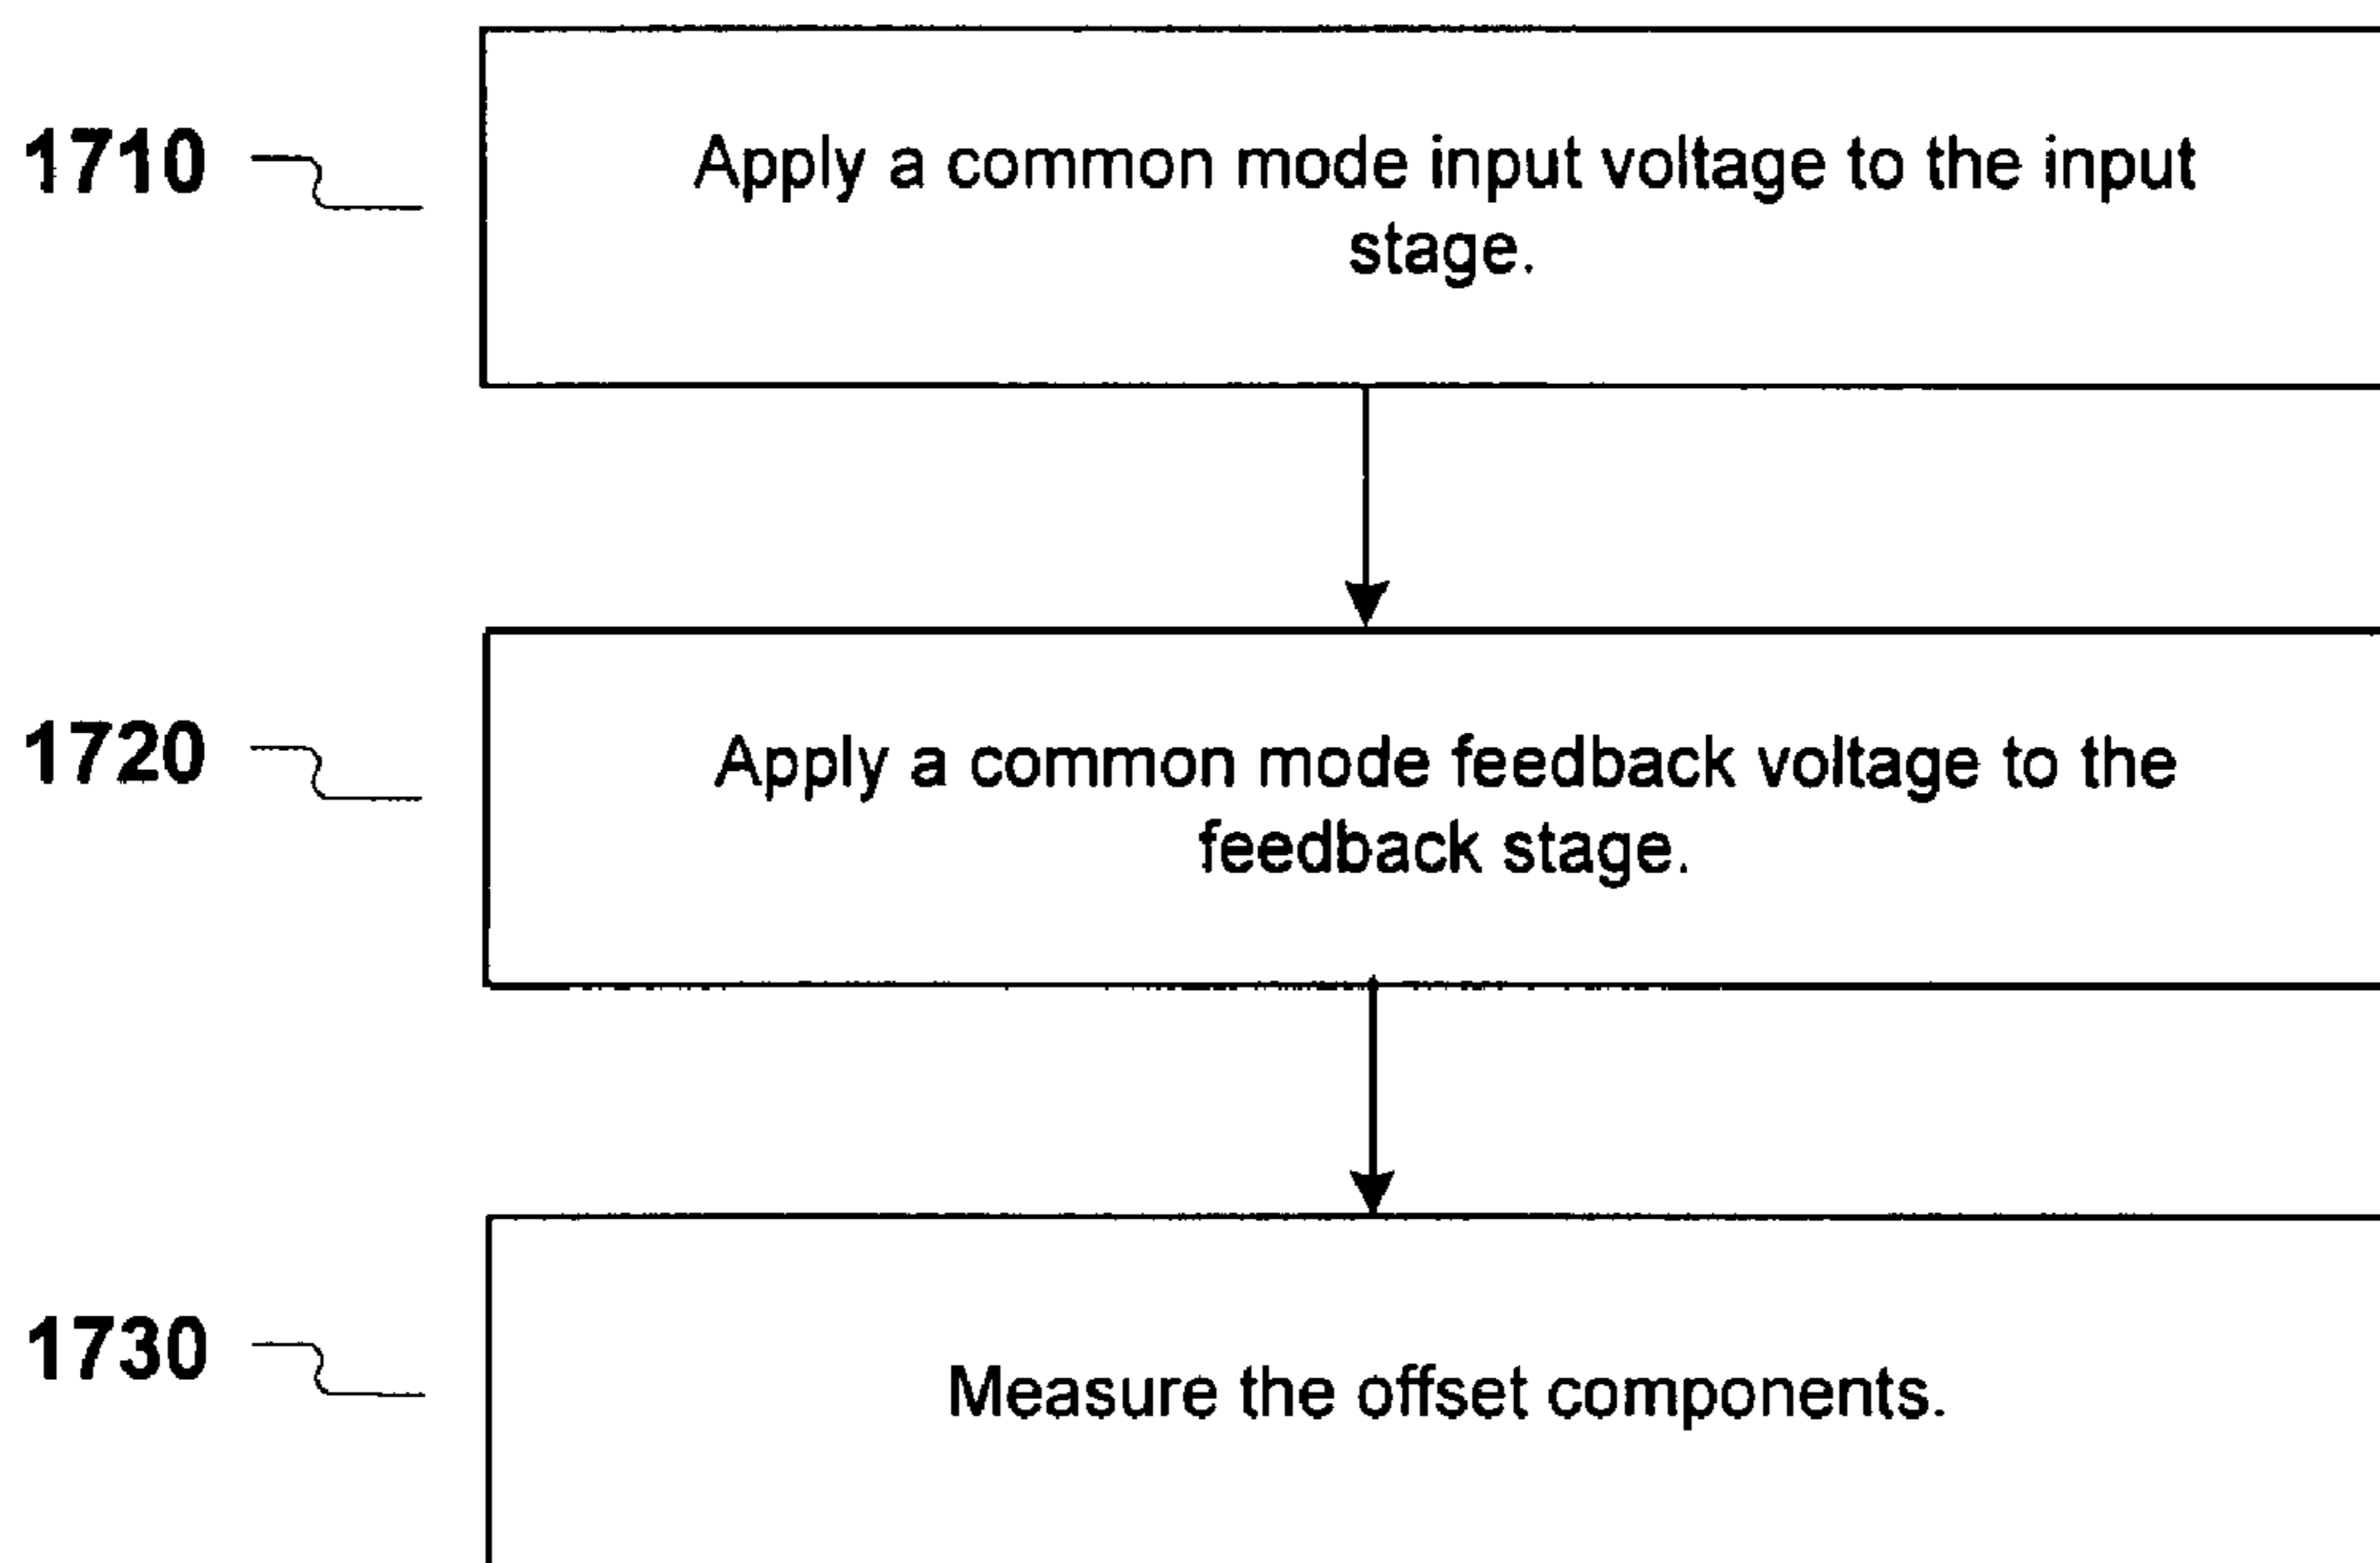 1710
Apply a common mode input voltage to the input
stage.
1720
Apply a common mode feedback voltage to the
feedback stage.
1730
Measure the offset components.